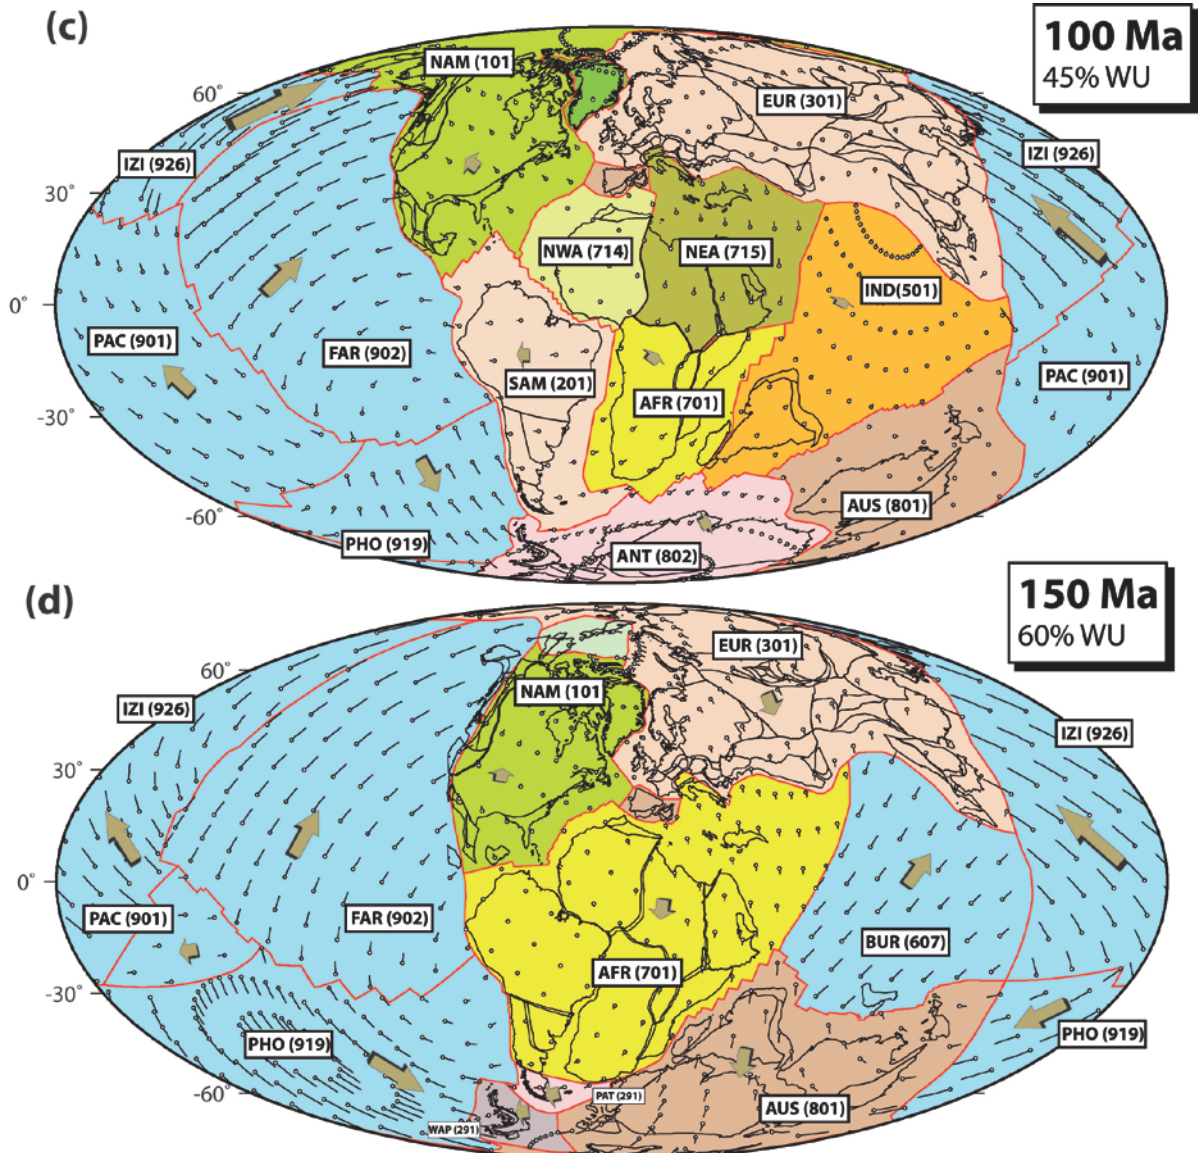 (c)
100 Ma
45% WU
NAM (101
EUR (301)
60°
IZI (926)
IZI (926)
30°
NWA (714)
NEA (715)
IND(501)
0°
PAC (901)
FAR (902)
SAM (201)
AFR (701)
PAC (901)
-30°
AUS (801)
-60°
PHO (919)
ANT (802)
(d)
150 Ma
60% WU
EUR (301)
60°
NAM (101
IZI (926)
IZI (926)
30°
0°
PAC (901)
FAR (902)
BUR (607)
AFR (701)
-30°
PHO (919)
PHO (919)
-60°
PAT (291)
AUS (801)
WAP (291)